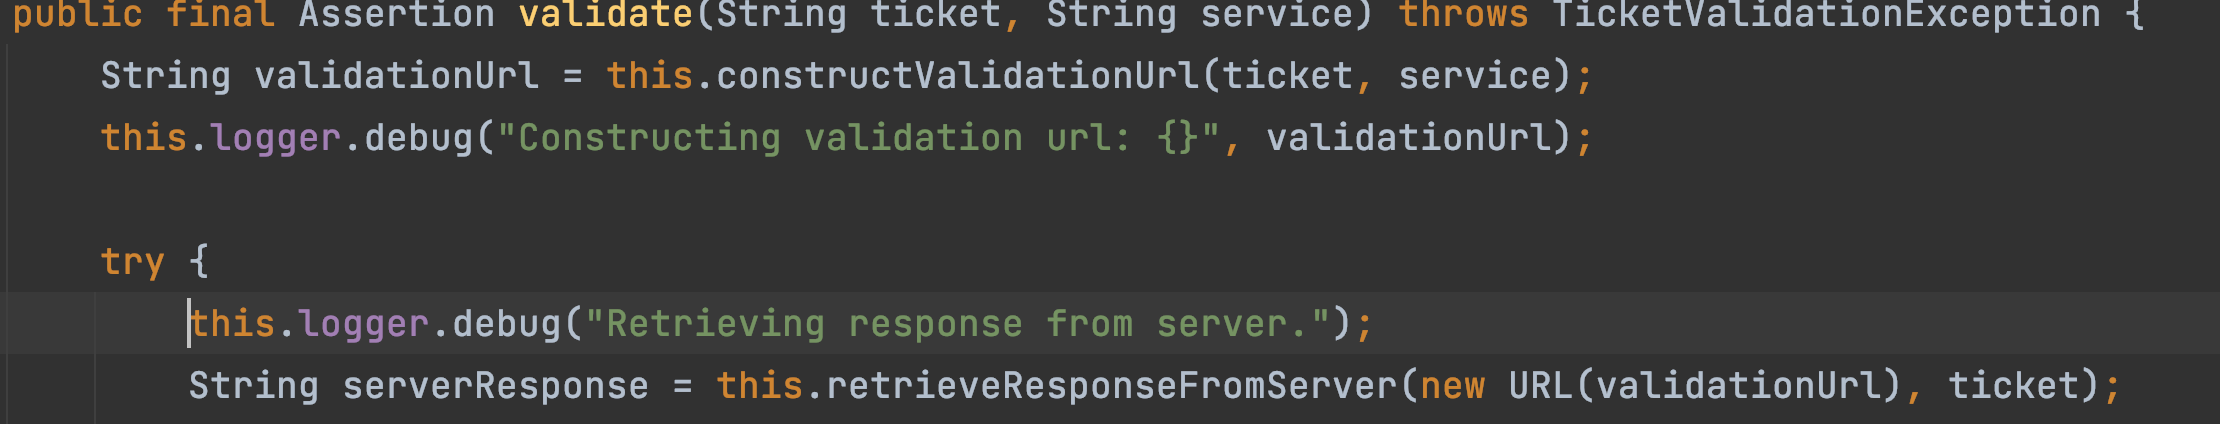 public final Assertion validate(String ticket, String service) throws TicketValidationException {
String validationUrl = this.constructValidationUrl(ticket, service);
this.logger.debug("Constructing validation url: {}", validationUrl);
try {
this.logger.debug("Retrieving response from server.");
String serverResponse = this.retrieveResponseFromServer(new URL(validationUrl), ticket);